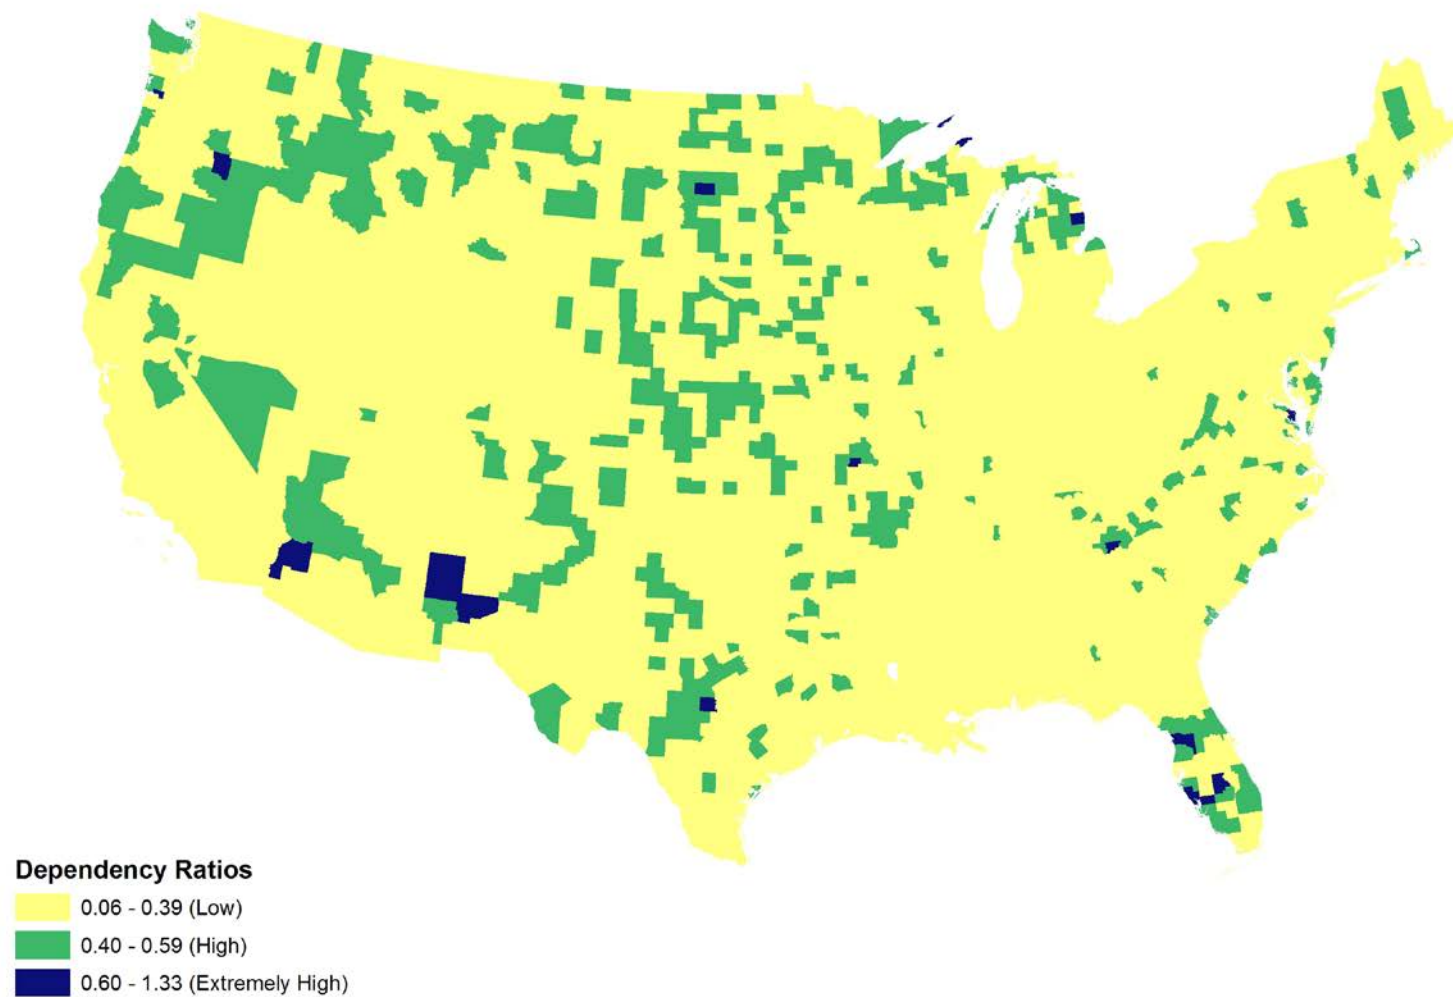 Dependency Ratios
0.06 - 0.39 (Low)
0.40 - 0.59 (High)
0.60 - 1.33 (Extremely High)